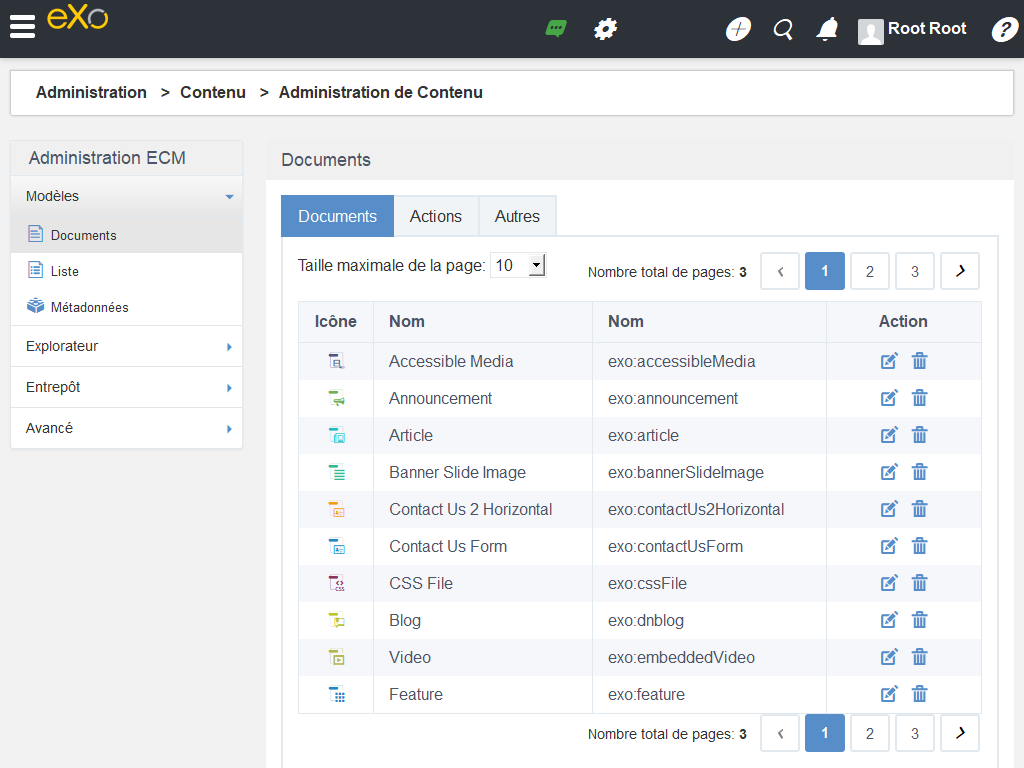 eXo
Root Root
?
Administration > Contenu > Administration de Contenu
Administration ECM
Modèles
Documents
Liste
Métadonnées
Explorateur
Entrepôt
Avancé
Documents
Documents Actions Autres
Taille maximale de la page: 10
Nombre total de pages: 3 ‹ 1 2 3 >
Icône Nom Nom Action
Accessible Media exo:accessibleMedia
Announcement exo:announcement
Article exo:article
Banner Slide Image exo:bannerSlideImage
Contact Us 2 Horizontal exo:contactUs2Horizontal
Contact Us Form exo:contactUsForm
CSS File exo:cssFile
Blog exo:dnblog
Video exo:embeddedVideo
Feature exo:feature
Nombre total de pages: 3 ‹ 1 2 3 >